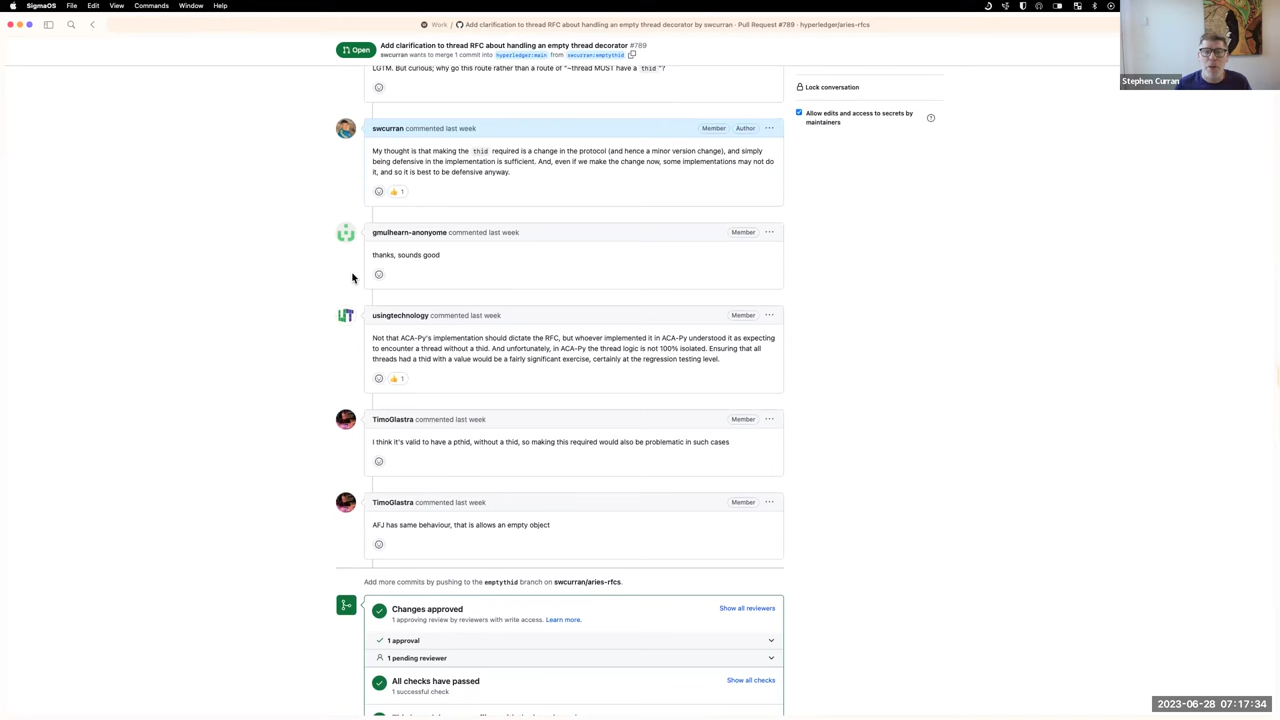 SigmaOS File Edit View Commands Window Help
Work / Add clarification to thread RFC about handling an empty thread decorator by swcurran · Pull Request #789 · hyperledger/aries-rfcs
Open
Add clarification to thread RFC about handling an empty thread decorator #789
swcurran wants to merge 1 commit into hyperledger:main from swcurran:emptythid
LGTM. But curious; why go this route rather than a route of "~thread MUST have a thid "?
Lock conversation
Allow edits and access to secrets by
maintainers
Stephen Curran
swcurran commented last week Member Author
My thought is that making the thid required is a change in the protocol (and hence a minor version change), and simply
being defensive in the implementation is sufficient. And, even if we make the change now, some implementations may not do
it, and so it is best to be defensive anyway.
👍 1
gmulhearn-anonyome commented last week Member
thanks, sounds good
usingtechnology commented last week Member
Not that ACA-Py's implementation should dictate the RFC, but whoever implemented it in ACA-Py understood it as expecting
to encounter a thread without a thid. And unfortunately, in ACA-Py the thread logic is not 100% isolated. Ensuring that all
threads had a thid with a value would be a fairly significant exercise, certainly at the regression testing level.
👍 1
TimoGlastra commented last week Member
I think it's valid to have a pthid, without a thid, so making this required would also be problematic in such cases
TimoGlastra commented last week Member
AFJ has same behaviour, that is allows an empty object
Add more commits by pushing to the emptythid branch on swcurran/aries-rfcs.
Changes approved
Show all reviewers
1 approving review by reviewers with write access. Learn more.
1 approval
1 pending reviewer
All checks have passed
Show all checks
1 successful check
2023-06-28 07:17:34